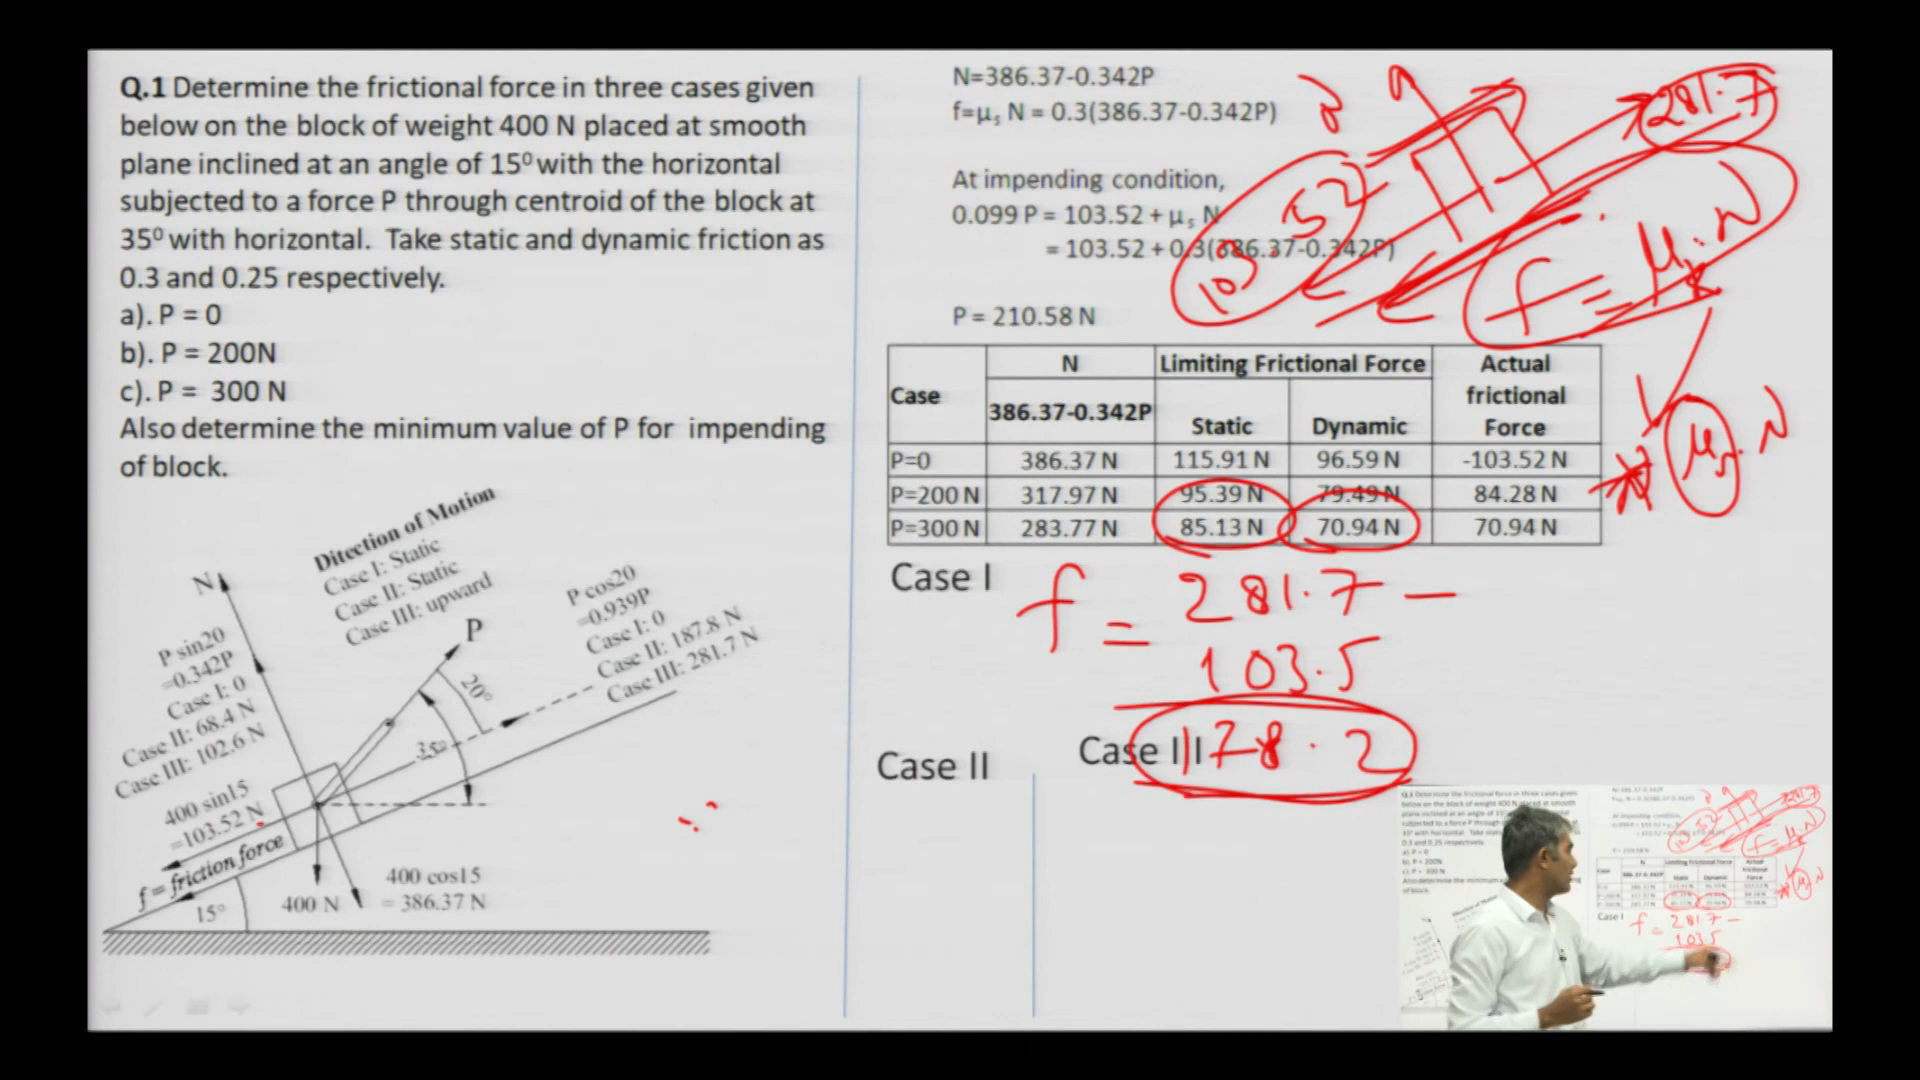 Q.1 Determine the frictional force in three cases given
below on the block of weight 400 N placed at smooth
plane inclined at an angle of 15⁰ with the horizontal
subjected to a force P through centroid of the block at
35⁰ with horizontal. Take static and dynamic friction as
0.3 and 0.25 respectively.
a). P = 0
b). P = 200N
c). P = 300 N
Also determine the minimum value of P for impending
of block.
Ditection of Motion
Case I: Static
Case II: Static
Case III: upward
N
P
P sin20
=0.342P
Case I: 0
Case II: 68.4 N
Case III: 102.6 N
P cos20
=0.939P
Case I: 0
Case II: 187.8 N
Case III: 281.7 N
20°
35°
400 sin15
=103.52 N
f = friction force
15°
400 N
400 cos15
= 386.37 N
N=386.37-0.342P
f=μₛ N = 0.3(386.37-0.342P)
At impending condition,
0.099 P = 103.52 + μₛ N
= 103.52 + 0.3(386.37-0.342P)
P = 210.58 N
281.7
103.52
f = μs.N
μs.N
Case N Limiting Frictional Force Actual frictional Force
386.37-0.342P Static Dynamic
P=0 386.37 N 115.91 N 96.59 N -103.52 N
P=200 N 317.97 N 95.39 N 79.49 N 84.28 N
P=300 N 283.77 N 85.13 N 70.94 N 70.94 N
Case I
f = 281.7 -
103.5
178.2
Case II
Case III